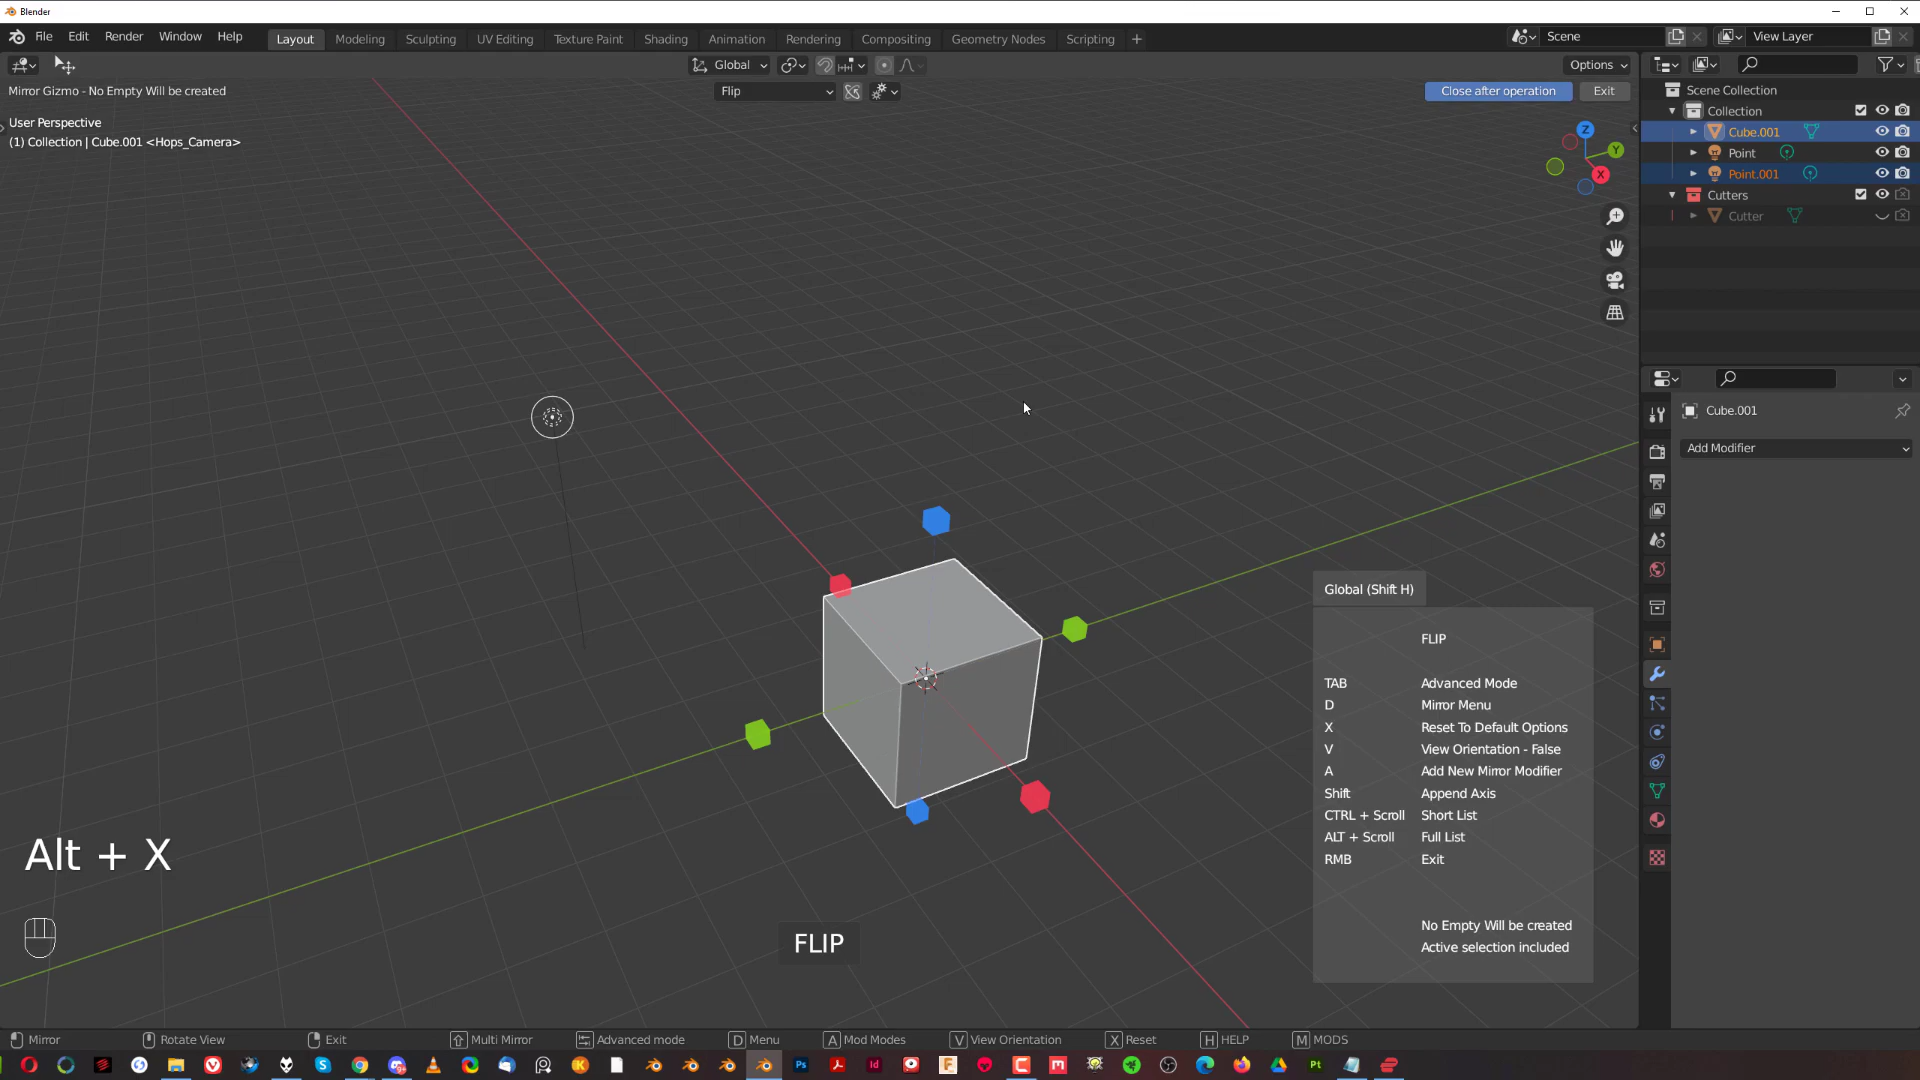 Blender
File Edit Render Window Help Layout Modeling Sculpting UV Editing Texture Paint Shading Animation Rendering Compositing Geometry Nodes Scripting + Scene View Layer
Global Options
Mirror Gizmo - No Empty Will be created Flip Close after operation Exit
Scene Collection
Collection
Cube.001
Point
Point.001
Cutters
Cutter
User Perspective
(1) Collection | Cube.001 <Hops_Camera>
Z
Y
X
Cube.001
Add Modifier
Global (Shift H)
FLIP
TAB Advanced Mode
D Mirror Menu
X Reset To Default Options
V View Orientation - False
A Add New Mirror Modifier
Shift Append Axis
CTRL + Scroll Short List
ALT + Scroll Full List
RMB Exit
No Empty Will be created
Active selection included
Alt + X
FLIP
Mirror Rotate View Exit Multi Mirror Advanced mode D Menu A Mod Modes V View Orientation X Reset H HELP M MODS
Ps Id F m Pt